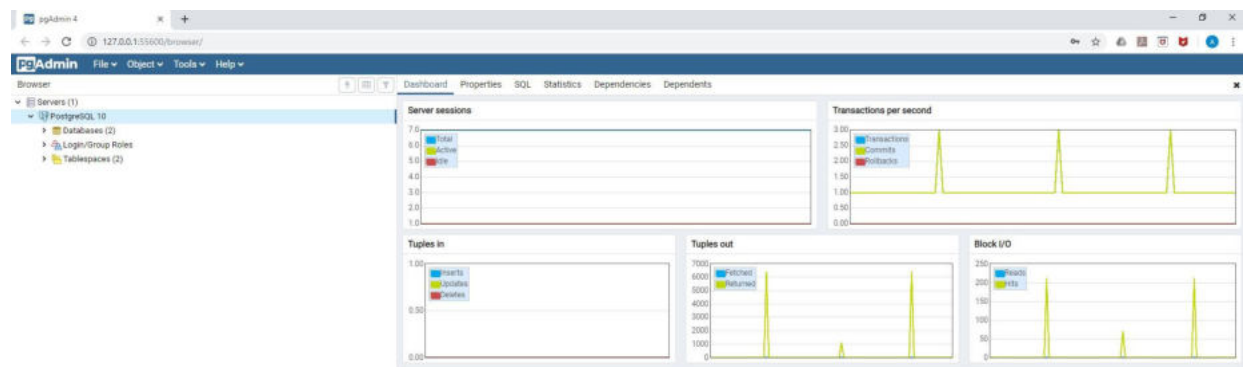 pgAdmin 4
127.0.0.1:55600/browser/
pgAdmin File Object Tools Help
Browser
Dashboard Properties SQL Statistics Dependencies Dependents
Servers (1)
PostgreSQL 10
Databases (2)
Login/Group Roles
Tablespaces (2)
Server sessions
7.0
6.0
5.0
4.0
3.0
2.0
1.0
Total
Active
Idle
Transactions per second
3.00
2.50
2.00
1.50
1.00
0.50
0.00
Transactions
Commits
Rollbacks
Tuples in
1.00
0.50
0.00
Inserts
Updates
Deletes
Tuples out
7000
6000
5000
4000
3000
2000
1000
0
Fetched
Returned
Block I/O
250
200
150
100
50
0
Reads
Hits